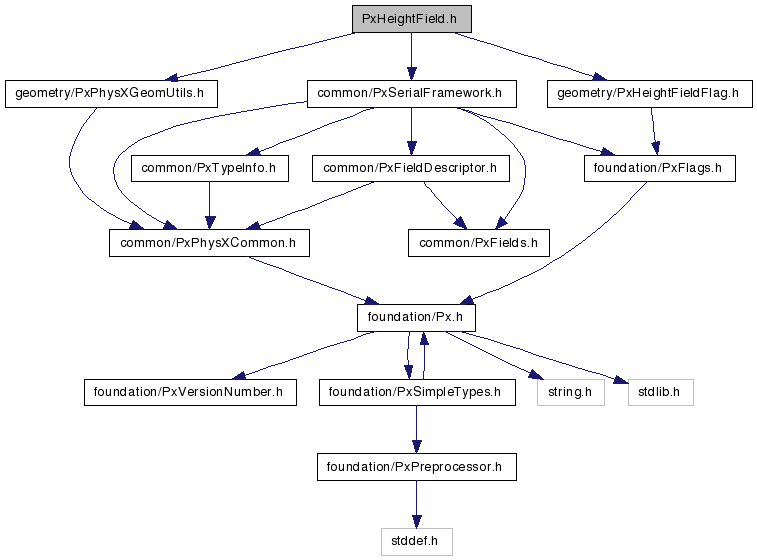 PxHeightField.h
geometry/PxPhysXGeomUtils.h
common/PxSerialFramework.h
geometry/PxHeightFieldFlag.h
common/PxTypeInfo.h
common/PxFieldDescriptor.h
foundation/PxFlags.h
common/PxPhysXCommon.h
common/PxFields.h
foundation/Px.h
foundation/PxVersionNumber.h
foundation/PxSimpleTypes.h
string.h
stdlib.h
foundation/PxPreprocessor.h
stddef.h